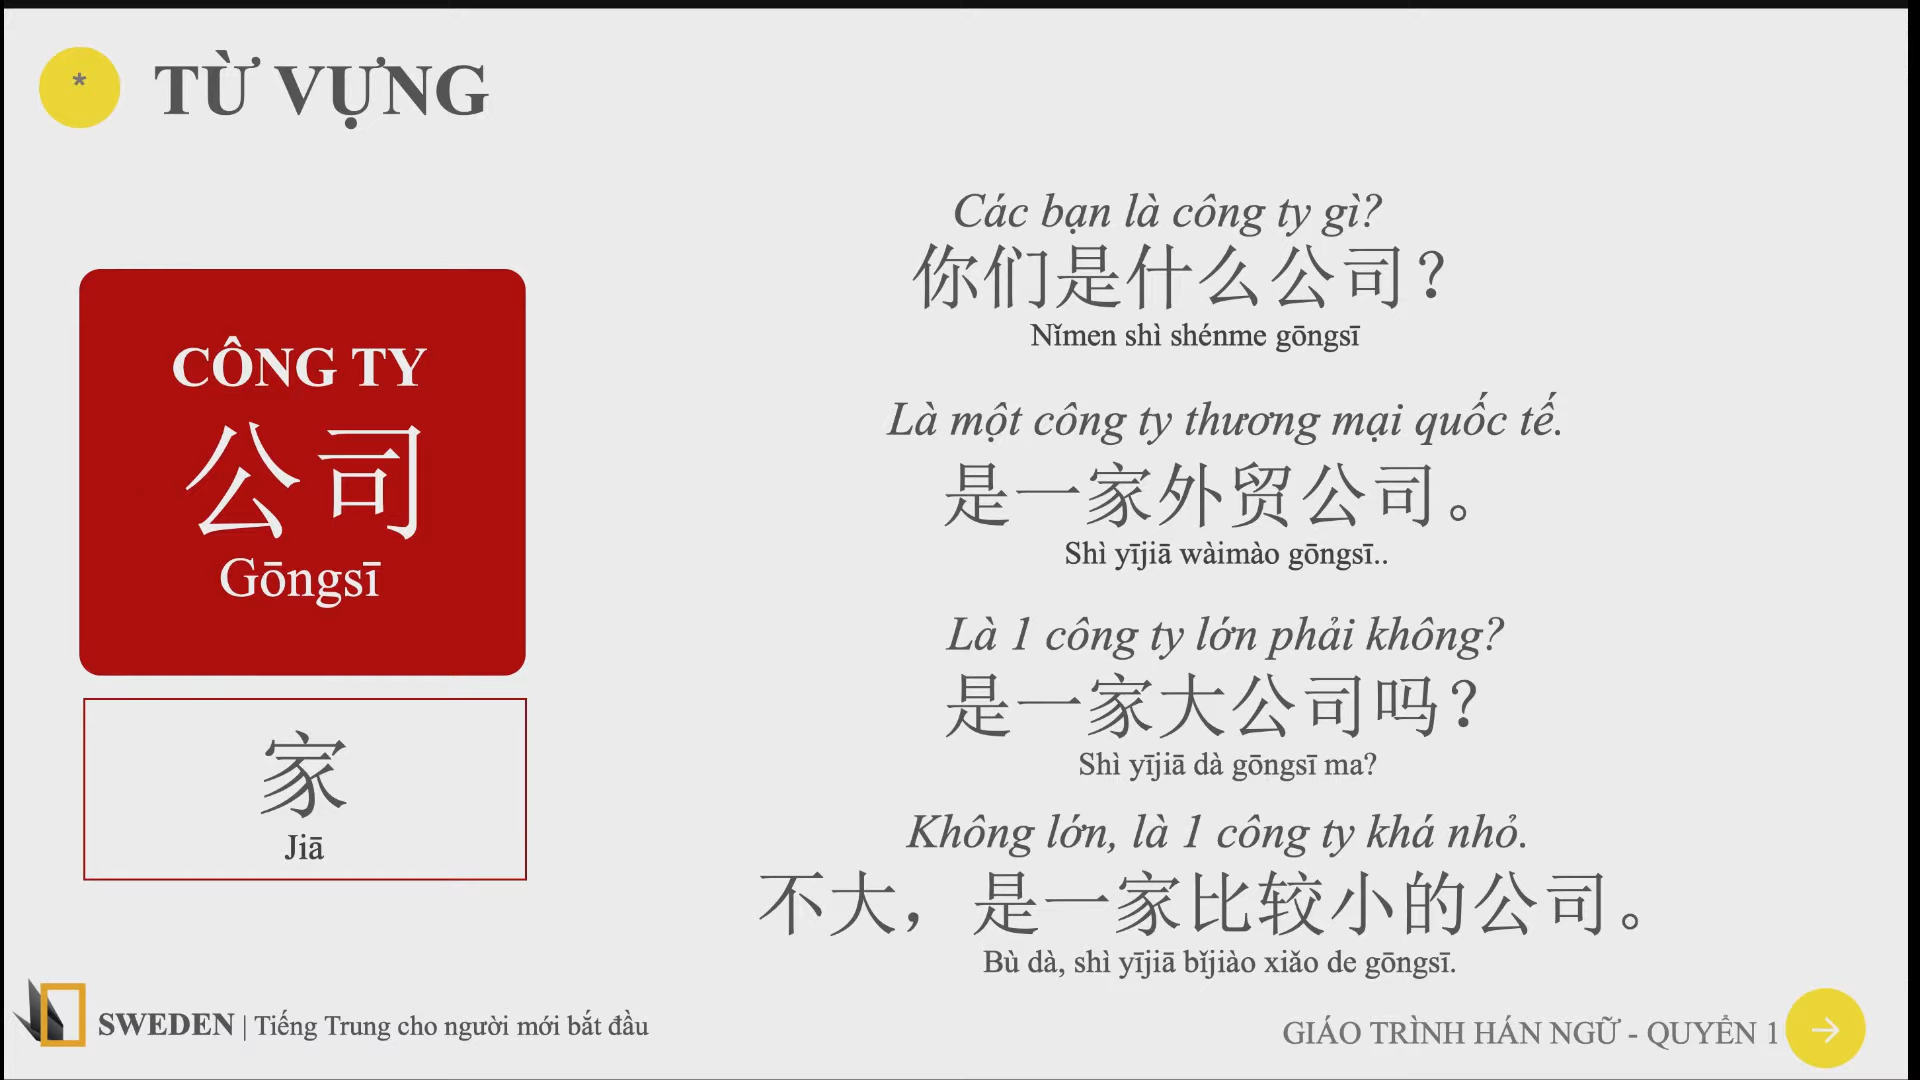 *
TỪ VỰNG
CÔNG TY
公司
Gōngsī
家
Jiā
Các bạn là công ty gì?
你们是什么公司？
Nǐmen shì shénme gōngsī
Là một công ty thương mại quốc tế.
是一家外贸公司。
Shì yījiā wàimào gōngsī..
Là 1 công ty lớn phải không?
是一家大公司吗？
Shì yījiā dà gōngsī ma?
Không lớn, là 1 công ty khá nhỏ.
不大，是一家比较小的公司。
Bù dà, shì yījiā bǐjiào xiǎo de gōngsī.
SWEDEN | Tiếng Trung cho người mới bắt đầu
GIÁO TRÌNH HÁN NGỮ - QUYỂN 1